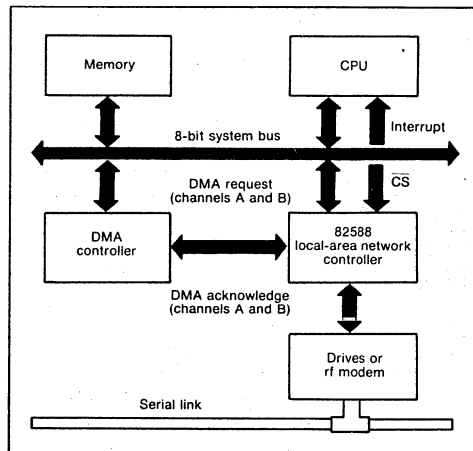 Memory
CPU
Interrupt
8-bit system bus
DMA request
(channels A and B)
CS
DMA
controller
82588
local-area network
controller
DMA acknowledge
(channels A and B)
Drives or
rf modem
Serial link